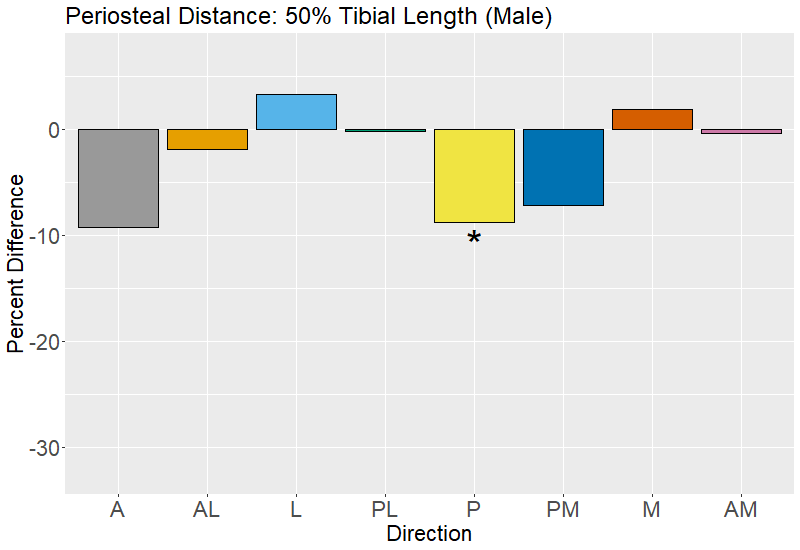 Periosteal Distance: 50% Tibial Length (Male)
Percent Difference
0
-10
-20
-30
*
A AL L PL P PM M AM
Direction